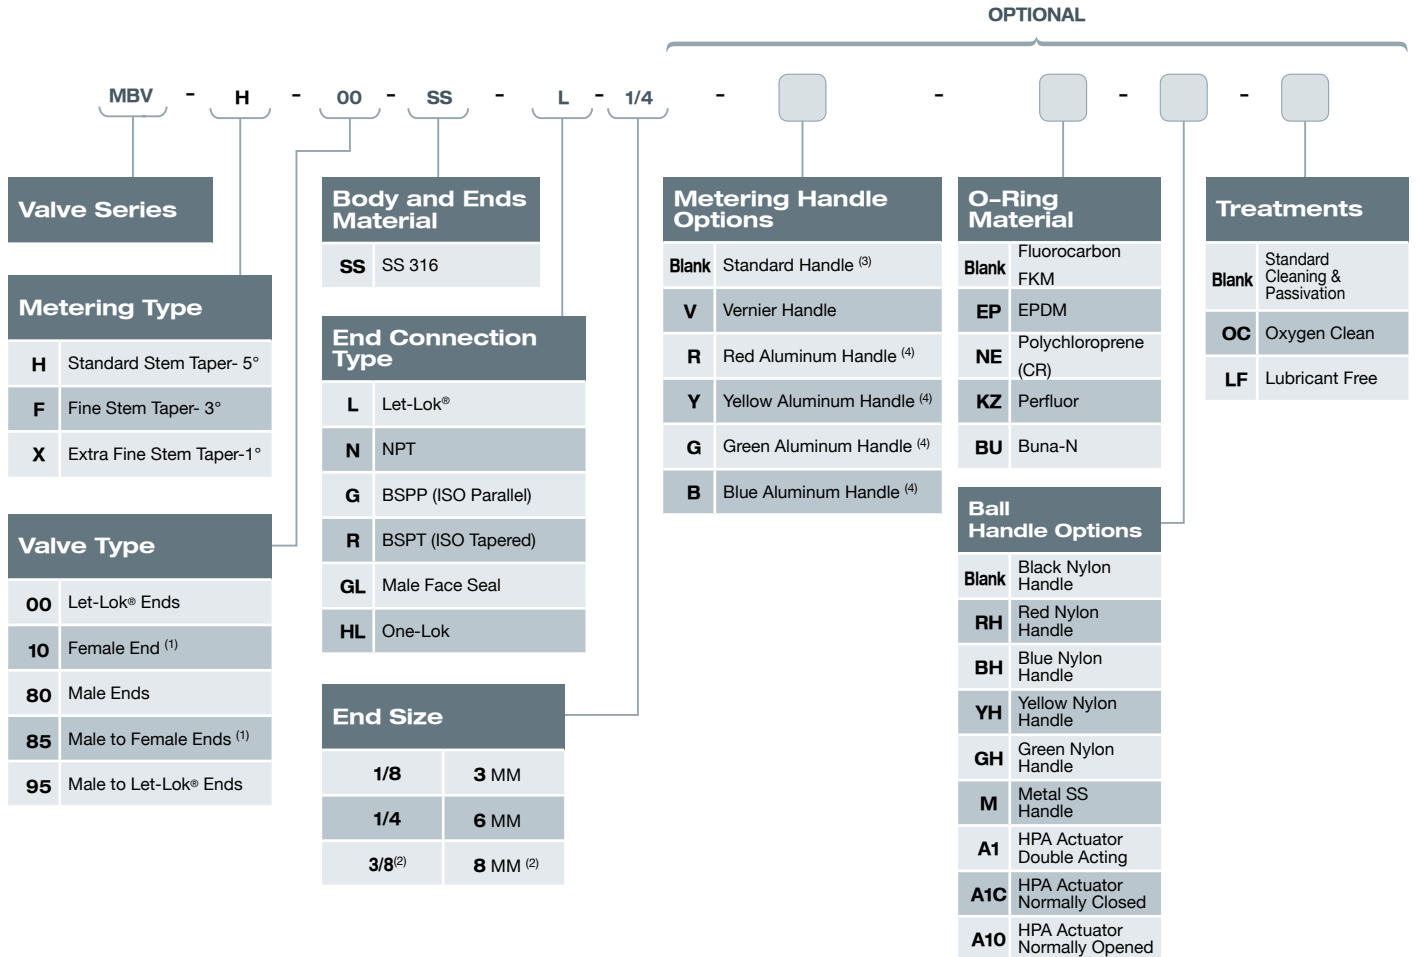 OPTIONAL
MBV - H - 00 - SS - L - 1/4 - - - -
Valve Series
Metering Type
H Standard Stem Taper- 5°
F Fine Stem Taper- 3°
X Extra Fine Stem Taper-1°
Valve Type
00 Let-Lok® Ends
10 Female End (1)
80 Male Ends
85 Male to Female Ends (1)
95 Male to Let-Lok® Ends
Body and Ends
Material
SS SS 316
End Connection
Type
L Let-Lok®
N NPT
G BSPP (ISO Parallel)
R BSPT (ISO Tapered)
GL Male Face Seal
HL One-Lok
End Size
1/8 3 MM
1/4 6 MM
3/8(2) 8 MM (2)
Metering Handle
Options
Blank Standard Handle (3)
V Vernier Handle
R Red Aluminum Handle (4)
Y Yellow Aluminum Handle (4)
G Green Aluminum Handle (4)
B Blue Aluminum Handle (4)
O-Ring
Material
Blank Fluorocarbon
FKM
EP EPDM
NE Polychloroprene
(CR)
KZ Perfluor
BU Buna-N
Ball
Handle Options
Blank Black Nylon
Handle
RH Red Nylon
Handle
BH Blue Nylon
Handle
YH Yellow Nylon
Handle
GH Green Nylon
Handle
M Metal SS
Handle
A1 HPA Actuator
Double Acting
A1C HPA Actuator
Normally Closed
A1O HPA Actuator
Normally Opened
Treatments
Blank Standard
Cleaning &
Passivation
OC Oxygen Clean
LF Lubricant Free